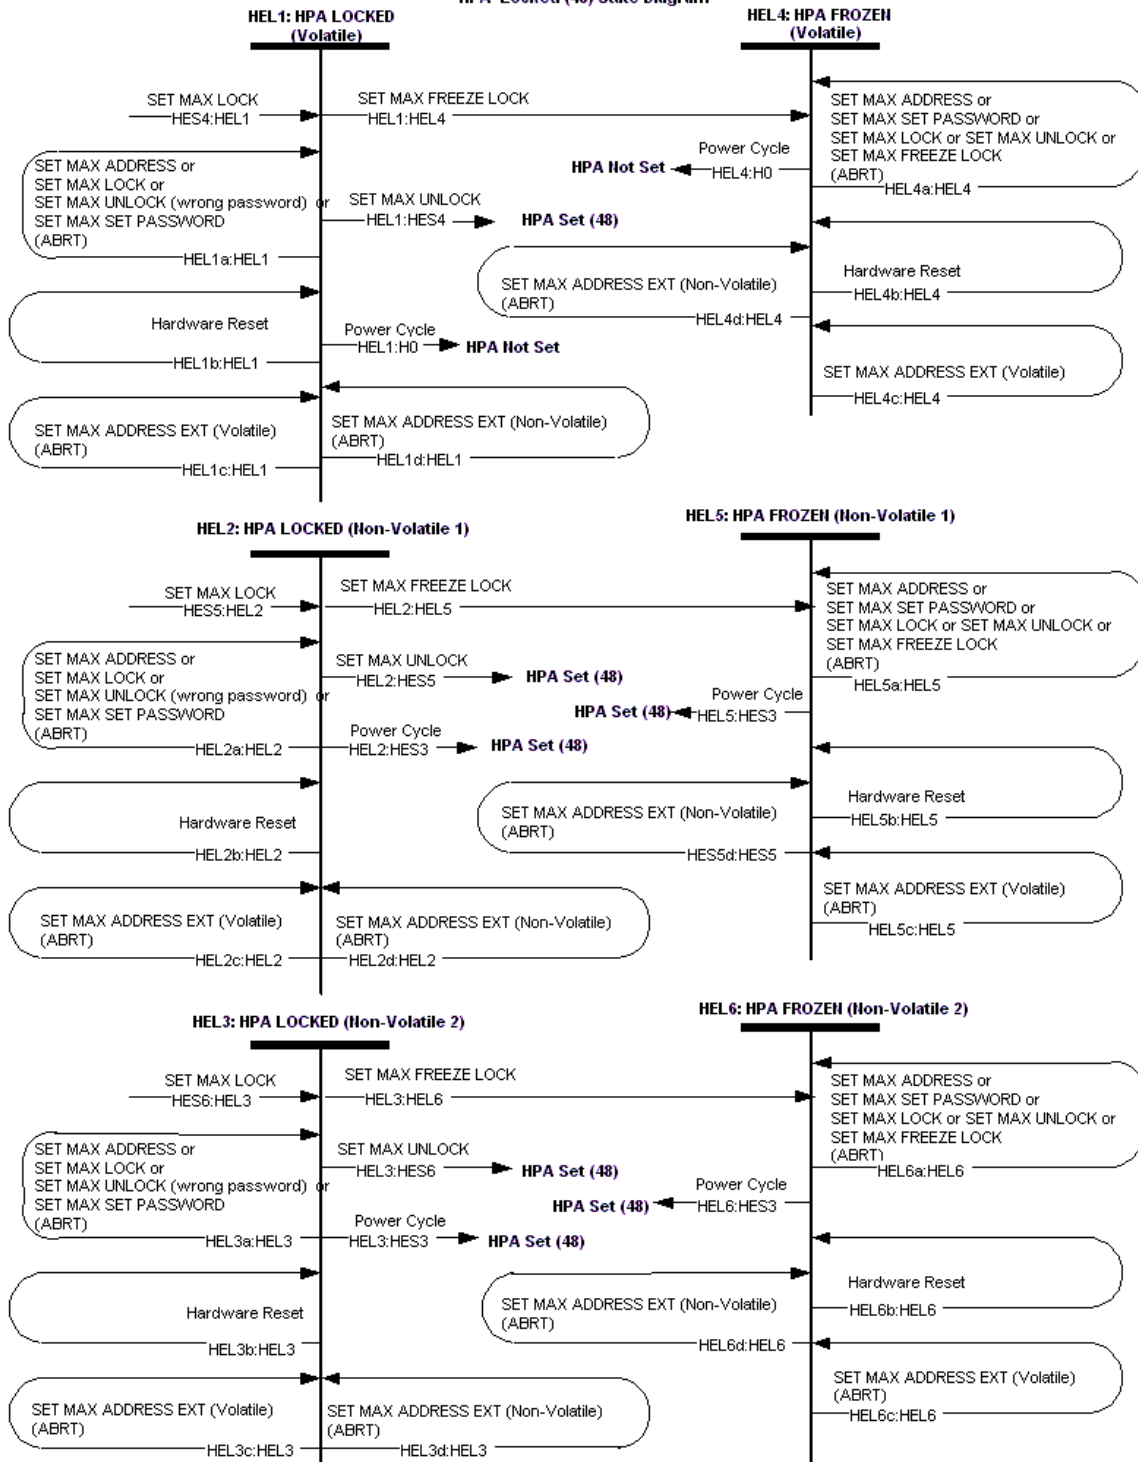 HPA Locked (48) State Diagram
HEL1: HPA LOCKED
(Volatile)
HEL4: HPA FROZEN
(Volatile)
SET MAX LOCK
HES4:HEL1
SET MAX FREEZE LOCK
HEL1:HEL4
SET MAX ADDRESS or
SET MAX SET PASSWORD or
SET MAX LOCK or SET MAX UNLOCK or
SET MAX FREEZE LOCK
(ABRT)
HEL4a:HEL4
Power Cycle
HPA Not Set
HEL4:H0
SET MAX ADDRESS or
SET MAX LOCK or
SET MAX UNLOCK (wrong password) or
SET MAX SET PASSWORD
(ABRT)
HEL1a:HEL1
SET MAX UNLOCK
HEL1:HES4
HPA Set (48)
Hardware Reset
HEL4b:HEL4
SET MAX ADDRESS EXT (Non-Volatile)
(ABRT)
HEL4d:HEL4
Hardware Reset
HEL1b:HEL1
Power Cycle
HEL1:H0
HPA Not Set
SET MAX ADDRESS EXT (Volatile)
HEL4c:HEL4
SET MAX ADDRESS EXT (Volatile)
(ABRT)
HEL1c:HEL1
SET MAX ADDRESS EXT (Non-Volatile)
(ABRT)
HEL1d:HEL1
HEL2: HPA LOCKED (Non-Volatile 1)
HEL5: HPA FROZEN (Non-Volatile 1)
SET MAX LOCK
HES5:HEL2
SET MAX FREEZE LOCK
HEL2:HEL5
SET MAX ADDRESS or
SET MAX SET PASSWORD or
SET MAX LOCK or SET MAX UNLOCK or
SET MAX FREEZE LOCK
(ABRT)
HEL5a:HEL5
SET MAX ADDRESS or
SET MAX LOCK or
SET MAX UNLOCK (wrong password) or
SET MAX SET PASSWORD
(ABRT)
HEL2a:HEL2
SET MAX UNLOCK
HEL2:HES5
HPA Set (48)
Power Cycle
HPA Set (48)
HEL5:HES3
Power Cycle
HEL2:HES3
HPA Set (48)
Hardware Reset
HEL5b:HEL5
SET MAX ADDRESS EXT (Non-Volatile)
(ABRT)
HES5d:HES5
Hardware Reset
HEL2b:HEL2
SET MAX ADDRESS EXT (Volatile)
(ABRT)
HEL5c:HEL5
SET MAX ADDRESS EXT (Volatile)
(ABRT)
HEL2c:HEL2
SET MAX ADDRESS EXT (Non-Volatile)
(ABRT)
HEL2d:HEL2
HEL3: HPA LOCKED (Non-Volatile 2)
HEL6: HPA FROZEN (Non-Volatile 2)
SET MAX LOCK
HES6:HEL3
SET MAX FREEZE LOCK
HEL3:HEL6
SET MAX ADDRESS or
SET MAX SET PASSWORD or
SET MAX LOCK or SET MAX UNLOCK or
SET MAX FREEZE LOCK
(ABRT)
HEL6a:HEL6
SET MAX ADDRESS or
SET MAX LOCK or
SET MAX UNLOCK (wrong password) or
SET MAX SET PASSWORD
(ABRT)
HEL3a:HEL3
SET MAX UNLOCK
HEL3:HES6
HPA Set (48)
Power Cycle
HPA Set (48)
HEL6:HES3
Power Cycle
HEL3:HES3
HPA Set (48)
Hardware Reset
HEL6b:HEL6
SET MAX ADDRESS EXT (Non-Volatile)
(ABRT)
HEL6d:HEL6
Hardware Reset
HEL3b:HEL3
SET MAX ADDRESS EXT (Volatile)
(ABRT)
HEL6c:HEL6
SET MAX ADDRESS EXT (Volatile)
(ABRT)
HEL3c:HEL3
SET MAX ADDRESS EXT (Non-Volatile)
(ABRT)
HEL3d:HEL3